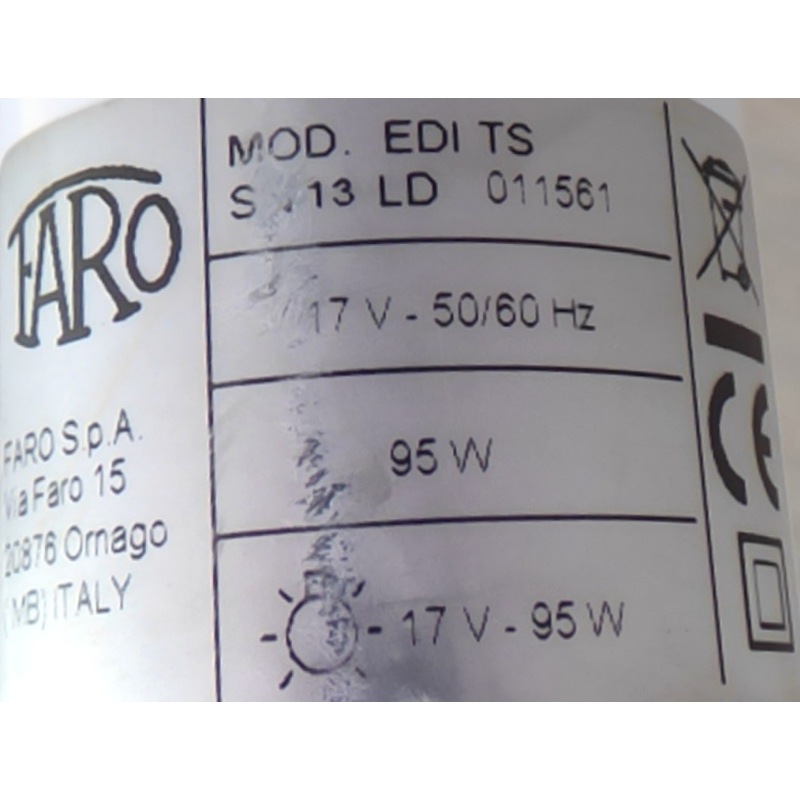 FARO
FARO S.p.A.
Via Faro 15
20876 Ornago
(MB) ITALY
MOD. EDI TS
13 LD 011561
17 V - 50/60 Hz
95 W
17 V - 95 W
CE